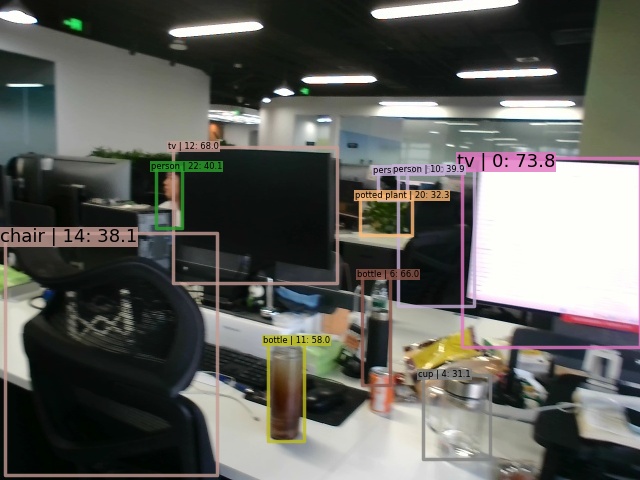 tv | 12: 68.0
tv | 0: 73.8
person | 22: 40.1
pers
person | 10: 39.9
potted plant | 20: 32.3
chair | 14: 38.1
bottle | 6: 66.0
bottle | 11: 58.0
cup | 4: 31.1